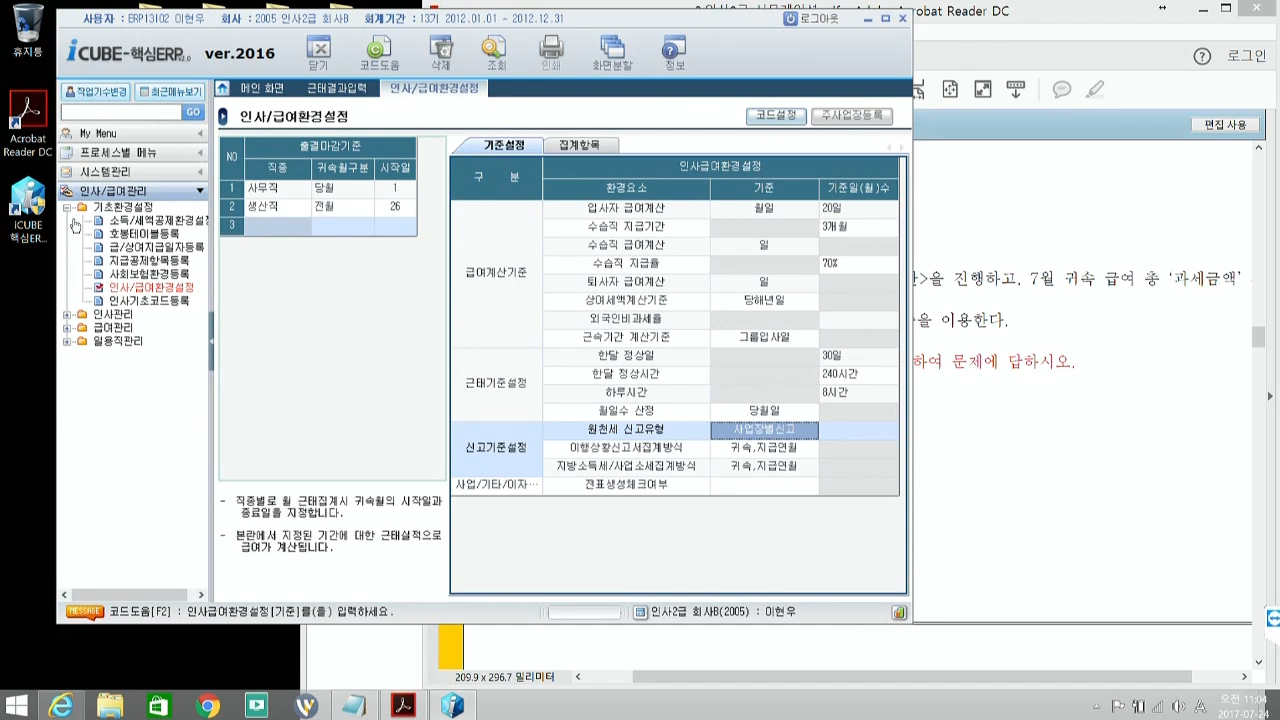 사용자 : ERP13I02 이현우 회사 : 2005 인사2급 회사B 회계기간 : 13기 2012.01.01 ~ 2012.12.31 로그아웃
Acrobat Reader DC
휴지통
iCUBE-핵심ERP v2.0 ver.2016
닫기 코드도움 삭제 조회 인쇄 화면분할 정보
로그인
작업기수변경 최근메뉴보기
메인 화면 근태결과입력 인사/급여환경설정
GO
인사/급여환경설정
코드설정 주사업장등록
편집 사용
Acrobat
Reader DC
iCUBE
핵심ER...
My Menu
프로세스별 메뉴
시스템관리
인사/급여관리
기초환경설정
소득/세액공제환경설정
호봉테이블등록
급/상여지급일자등록
지급공제항목등록
사회보험환경등록
인사/급여환경설정
인사기초코드등록
인사관리
급여관리
일용직관리
NO 출결마감기준
직종 귀속월구분 시작일
1 사무직 당월 1
2 생산직 전월 26
3
- 직종별로 월 근태집계시 귀속월의 시작일과
종료일을 지정합니다.
- 본란에서 지정된 기간에 대한 근태실적으로
급여가 계산됩니다.
기준설정 집계항목
구 분 인사급여환경설정
환경요소 기준 기준일(월)수
급여계산기준
입사자 급여계산 월일 20일
수습직 지급기간 3개월
수습직 급여계산 일
수습직 지급률 70%
퇴사자 급여계산 일
상여세액계산기준 당해년일
외국인비과세율
근속기간 계산기준 그룹입사일
근태기준설정
한달 정상일 30일
한달 정상시간 240시간
하루시간 8시간
월일수 산정 당월일
신고기준설정
원천세 신고유형 사업장별신고
이행상황신고서집계방식 귀속,지급연월
지방소득세/사업소세집계방식 귀속,지급연월
사업/기타/이자… 전표생성체크여부
>을 진행하고, 7월 귀속 급여 총 ‘과세금액’
을 이용한다.
하여 문제에 답하시오.
MESSAGE 코드도움[F2] : 인사급여환경설정[기준]를(을) 입력하세요. 인사2급 회사B(2005) : 이현우
209.9 x 296.7 밀리미터
오전 11:04
2017-07-24